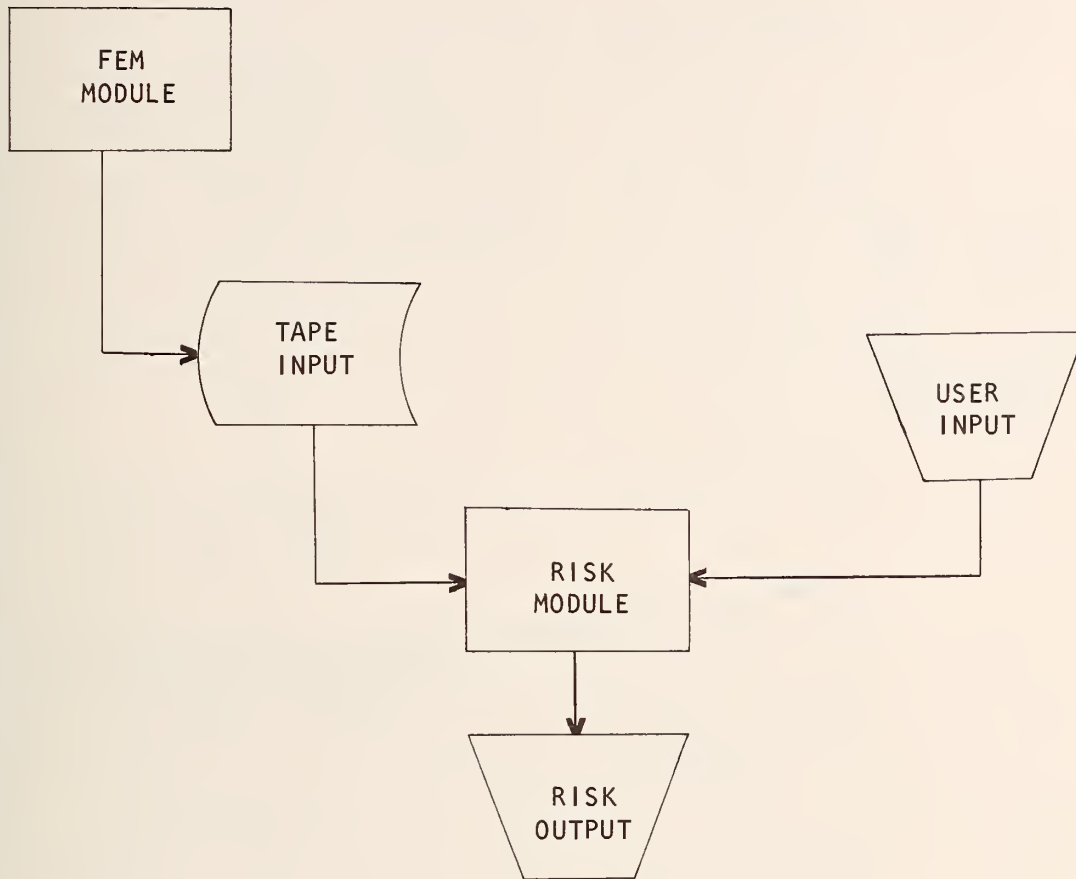 FEM
MODULE
TAPE
INPUT
USER
INPUT
RISK
MODULE
RISK
OUTPUT